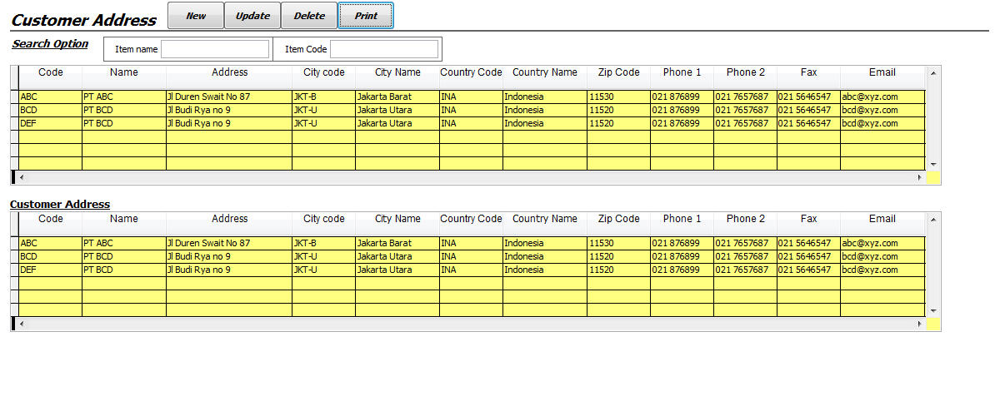 Customer Address New Update Delete Print
Search Option Item name Item Code
Code Name Address City code City Name Country Code Country Name Zip Code Phone 1 Phone 2 Fax Email
ABC PT ABC Jl Duren Swait No 87 JKT-B Jakarta Barat INA Indonesia 11530 021 876899 021 7657687 021 5646547 abc@xyz.com
BCD PT BCD Jl Budi Rya no 9 JKT-U Jakarta Utara INA Indonesia 11520 021 876899 021 7657687 021 5646547 bcd@xyz.com
DEF PT BCD Jl Budi Rya no 9 JKT-U Jakarta Utara INA Indonesia 11520 021 876899 021 7657687 021 5646547 bcd@xyz.com
Customer Address
Code Name Address City code City Name Country Code Country Name Zip Code Phone 1 Phone 2 Fax Email
ABC PT ABC Jl Duren Swait No 87 JKT-B Jakarta Barat INA Indonesia 11530 021 876899 021 7657687 021 5646547 abc@xyz.com
BCD PT BCD Jl Budi Rya no 9 JKT-U Jakarta Utara INA Indonesia 11520 021 876899 021 7657687 021 5646547 bcd@xyz.com
DEF PT BCD Jl Budi Rya no 9 JKT-U Jakarta Utara INA Indonesia 11520 021 876899 021 7657687 021 5646547 bcd@xyz.com